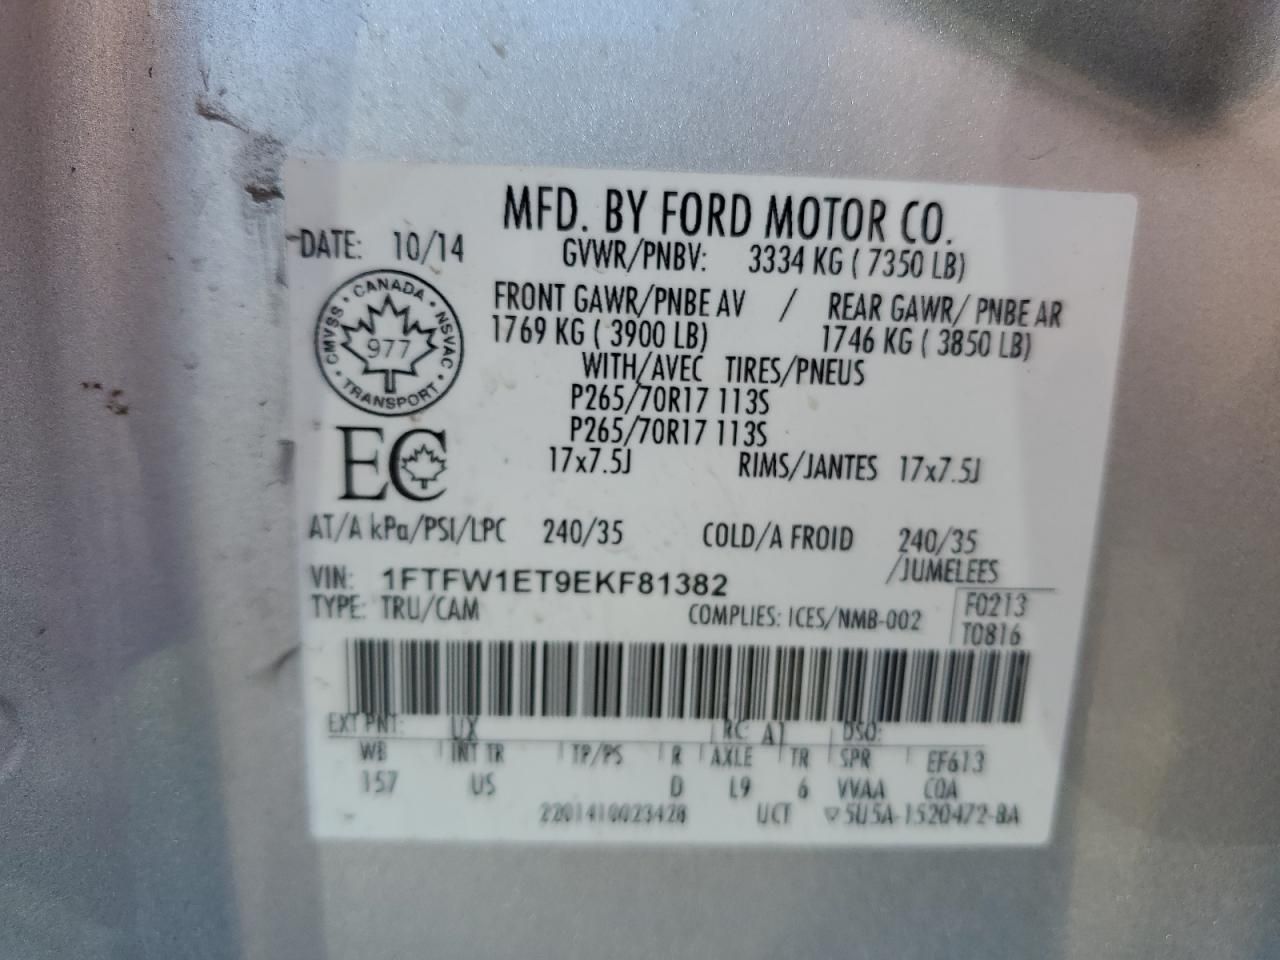 MFD. BY FORD MOTOR CO.
DATE: 10/14 GVWR/PNBV: 3334 KG ( 7350 LB)
FRONT GAWR/PNBE AV / REAR GAWR/ PNBE AR
1769 KG ( 3900 LB) 1746 KG ( 3850 LB)
CMVSS · CANADA · NSVAC · TRANSPORT ·
977
WITH/AVEC TIRES/PNEUS
P265/70R17 113S
P265/70R17 113S
EC
17x7.5J RIMS/JANTES 17x7.5J
AT/A kPa/PSI/LPC 240/35 COLD/A FROID 240/35
/JUMELEES
VIN: 1FTFW1ET9EKF81382
F0213
TYPE: TRU/CAM COMPLIES: ICES/NMB-002
T0816
EXT PNT: UX RC: A1 DSO:
WB INT TR TP/PS R AXLE TR SPR EF613
157 US D L9 6 VVAA CQA
2201410023428 UCT ▽5U5A-1520472-BA